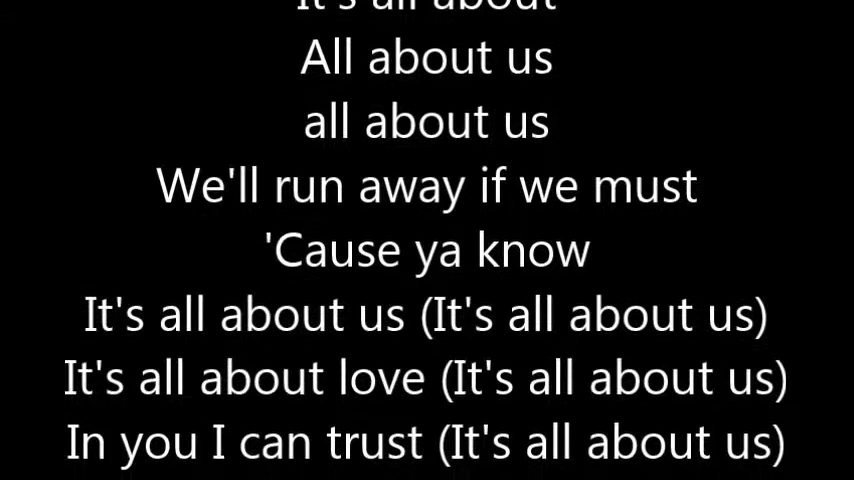 It's all about
All about us
all about us
We'll run away if we must
'Cause ya know
It's all about us (It's all about us)
It's all about love (It's all about us)
In you I can trust (It's all about us)